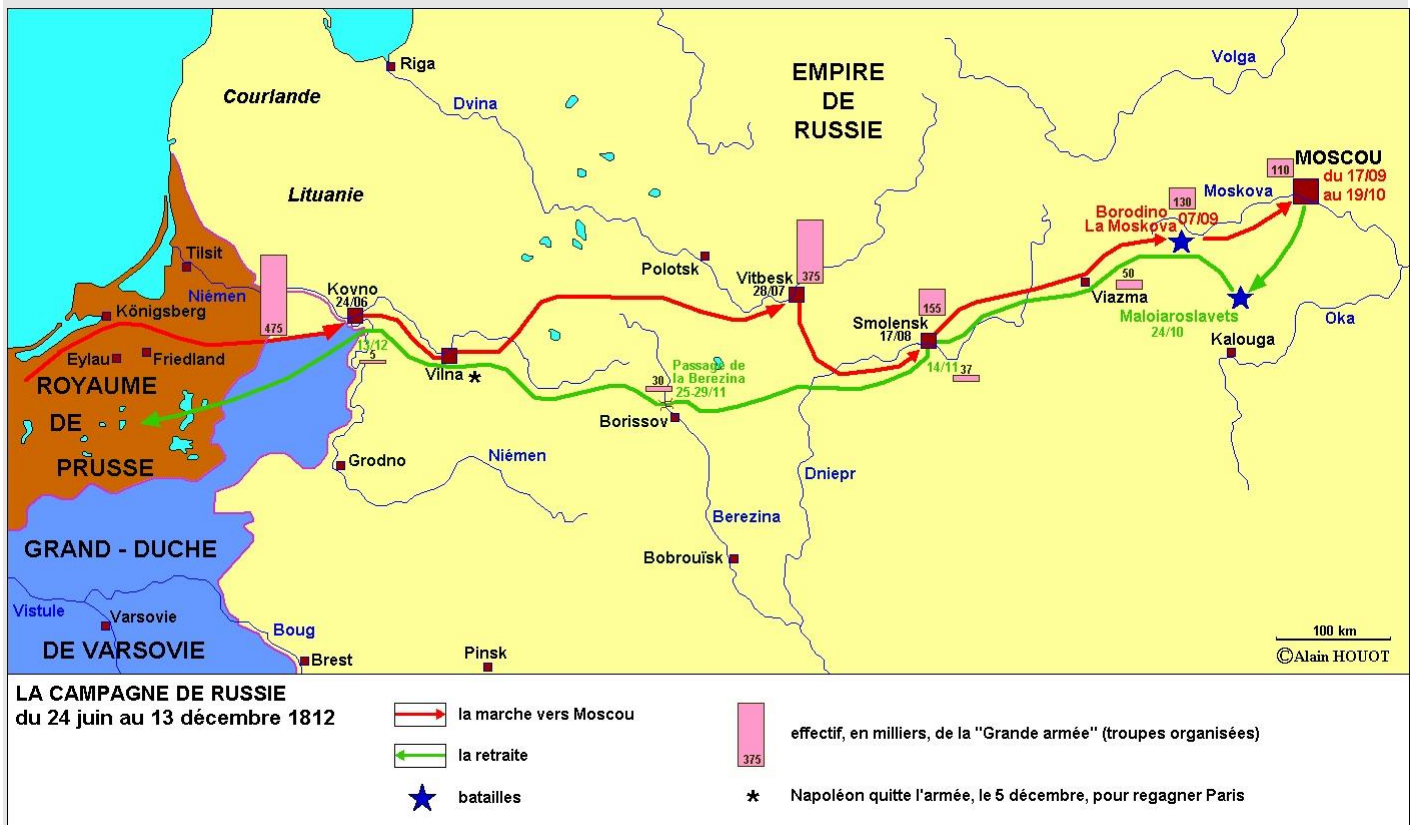 Riga
Volga
Courlande
Dvina
EMPIRE
DE
RUSSIE
Lituanie
MOSCOU
du 17/09
au 19/10
110
Moskova
130
Borodino
07/09
La Moskova
Tilsit
Niémen
Königsberg
Eylau
Friedland
475
Kovno
24/06
13/12
5
Vilna
*
Polotsk
Vitbesk
28/07
375
155
Smolensk
17/08
14/11
37
50
Viazma
Maloiaroslavets
24/10
Oka
Kalouga
Passage de
la Berezina
25-29/11
30
Borissov
ROYAUME
DE
PRUSSE
Grodno
Niémen
Dniepr
Berezina
Bobrouïsk
GRAND - DUCHE
Vistule
Varsovie
DE VARSOVIE
Boug
Brest
Pinsk
100 km
©Alain HOUOT
LA CAMPAGNE DE RUSSIE
du 24 juin au 13 décembre 1812
la marche vers Moscou
la retraite
batailles
375
effectif, en milliers, de la "Grande armée" (troupes organisées)
* Napoléon quitte l'armée, le 5 décembre, pour regagner Paris